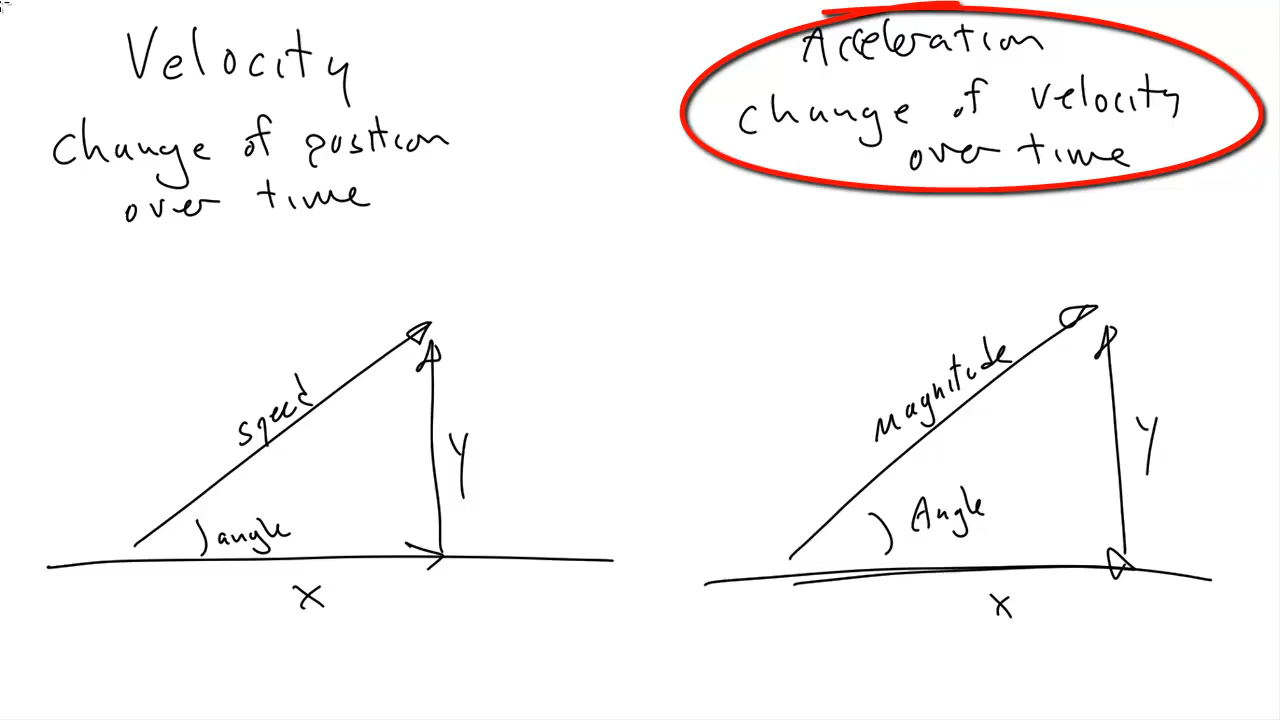 Velocity
change of position
over time
Acceleration
change of velocity
over time
speed
y
angle
x
magnitude
y
Angle
x